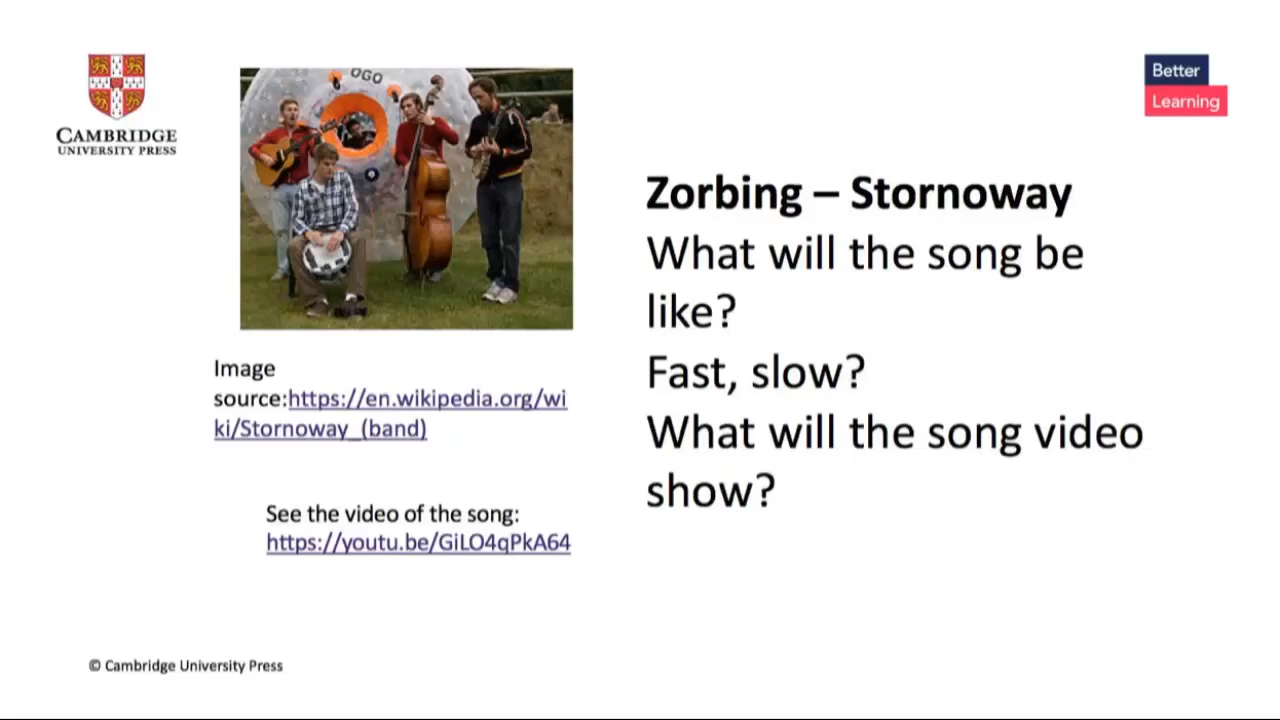 CAMBRIDGE
UNIVERSITY PRESS
OGO
Better
Learning
Zorbing – Stornoway
What will the song be
like?
Fast, slow?
What will the song video
show?
Image
source:https://en.wikipedia.org/wi
ki/Stornoway_(band)
See the video of the song:
https://youtu.be/GiLO4qPkA64
© Cambridge University Press